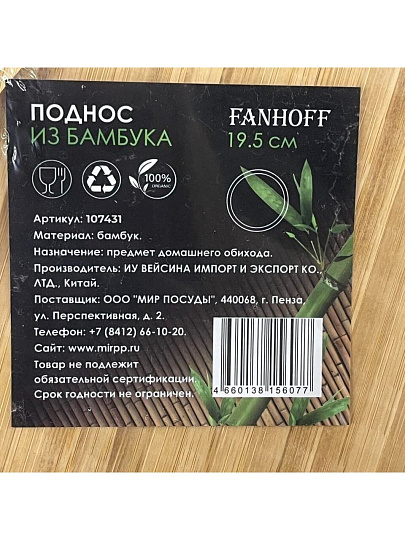 ПОДНОС
ИЗ БАМБУКА
FANHOFF
19.5 СМ
100%
ORGANIC
Артикул: 107431
Материал: бамбук.
Назначение: предмет домашнего обихода.
Производитель: ИУ ВЕЙСИНА ИМПОРТ И ЭКСПОРТ КО.,
ЛТД., Китай.
Поставщик: ООО "МИР ПОСУДЫ", 440068, г. Пенза,
ул. Перспективная, д. 2.
Телефон: +7 (8412) 66-10-20.
Сайт: www.mirpp.ru
Товар не подлежит
обязательной сертификации.
Срок годности не ограничен.
4 660138 156077